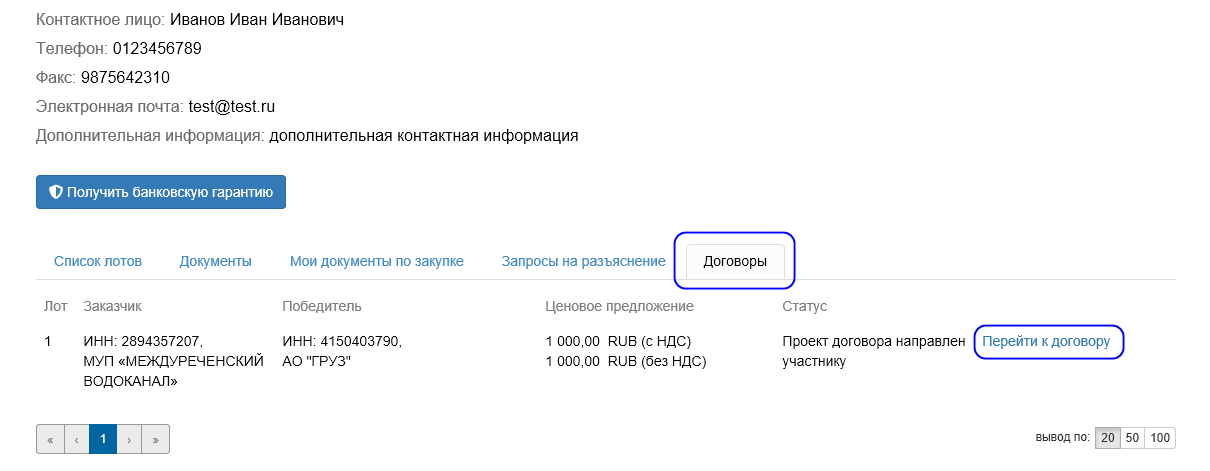 Контактное лицо: Иванов Иван Иванович
Телефон: 0123456789
Факс: 9875642310
Электронная почта: test@test.ru
Дополнительная информация: дополнительная контактная информация
Получить банковскую гарантию
Список лотов Документы Мои документы по закупке Запросы на разъяснение Договоры
Лот Заказчик Победитель Ценовое предложение Статус
1 ИНН: 2894357207, ИНН: 4150403790, 1 000,00 RUB (с НДС) Проект договора направлен Перейти к договору
МУП «МЕЖДУРЕЧЕНСКИЙ АО "ГРУЗ" 1 000,00 RUB (без НДС) участнику
ВОДОКАНАЛ»
« ‹ 1 › » вывод по: 20 50 100